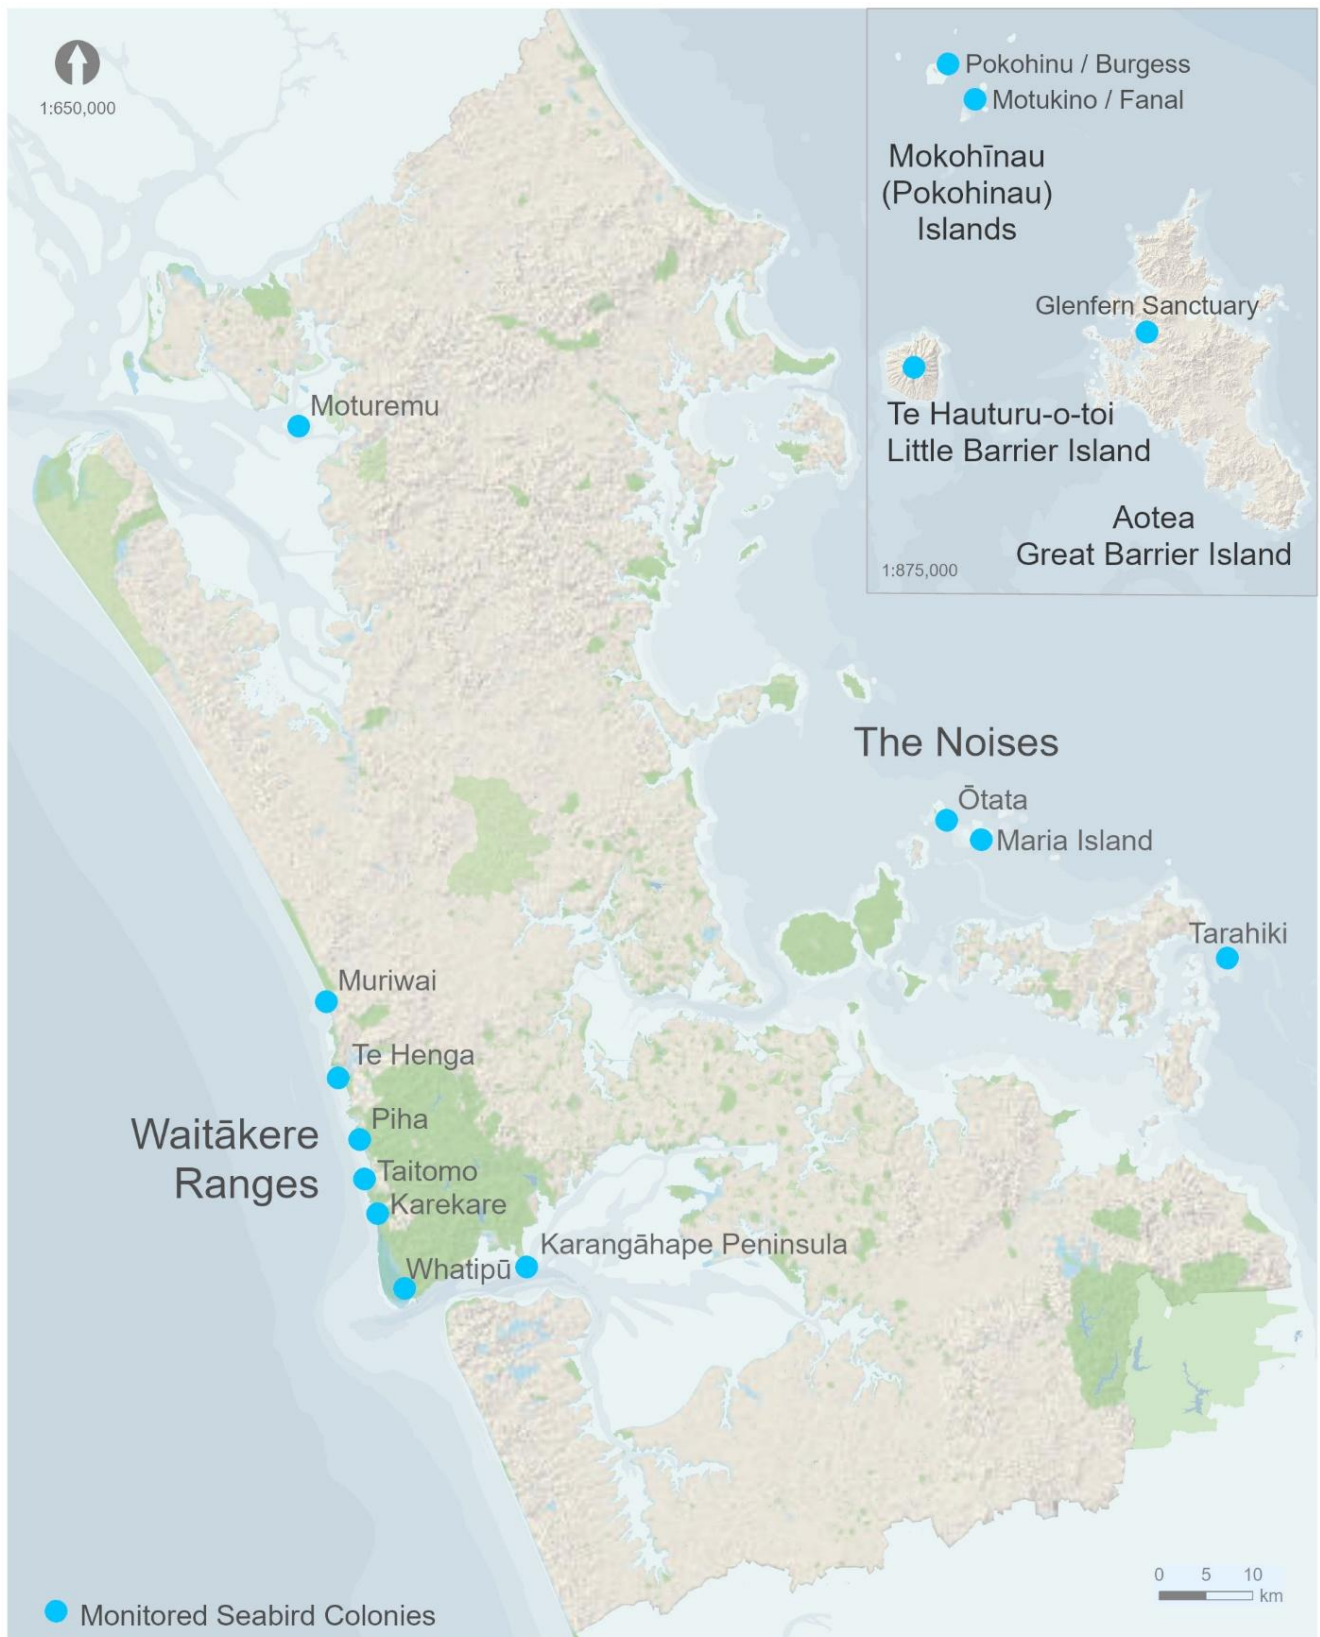 1:650,000
Pokohinu / Burgess
Motukino / Fanal
Mokohīnau
(Pokohinau)
Islands
Glenfern Sanctuary
Te Hauturu-o-toi
Little Barrier Island
Aotea
Great Barrier Island
1:875,000
Moturemu
The Noises
Ōtata
Maria Island
Tarahiki
Muriwai
Te Henga
Piha
Waitākere
Ranges
Taitomo
Karekare
Karangāhape Peninsula
Whatipū
0 5 10
km
Monitored Seabird Colonies